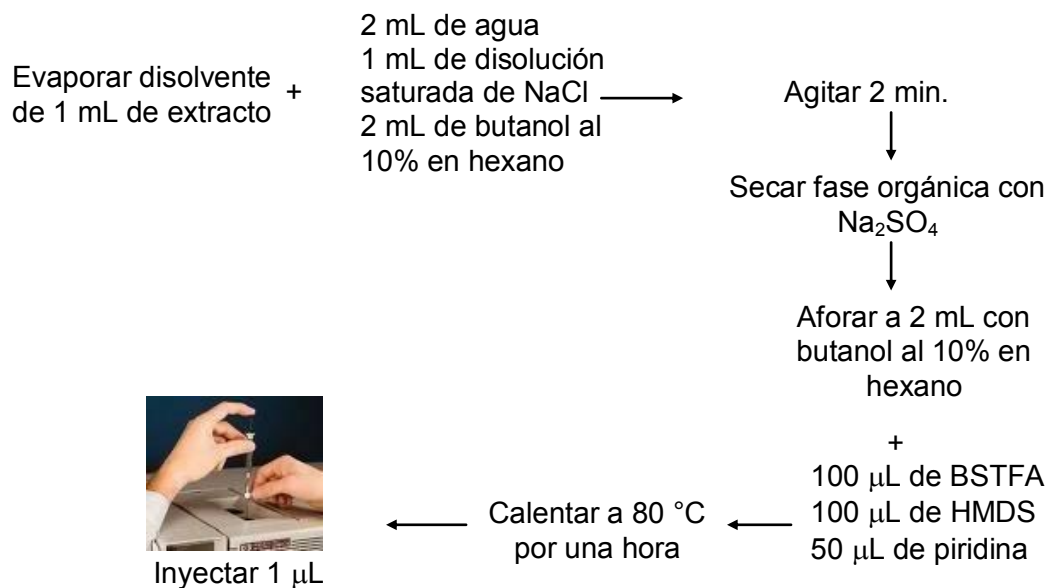 Evaporar disolvente
de 1 mL de extracto
+
2 mL de agua
1 mL de disolución
saturada de NaCl
2 mL de butanol al
10% en hexano
Agitar 2 min.
Secar fase orgánica con
Na₂SO₄
Aforar a 2 mL con
butanol al 10% en
hexano
+
100 μL de BSTFA
100 μL de HMDS
50 μL de piridina
Calentar a 80 °C
por una hora
Inyectar 1 μL